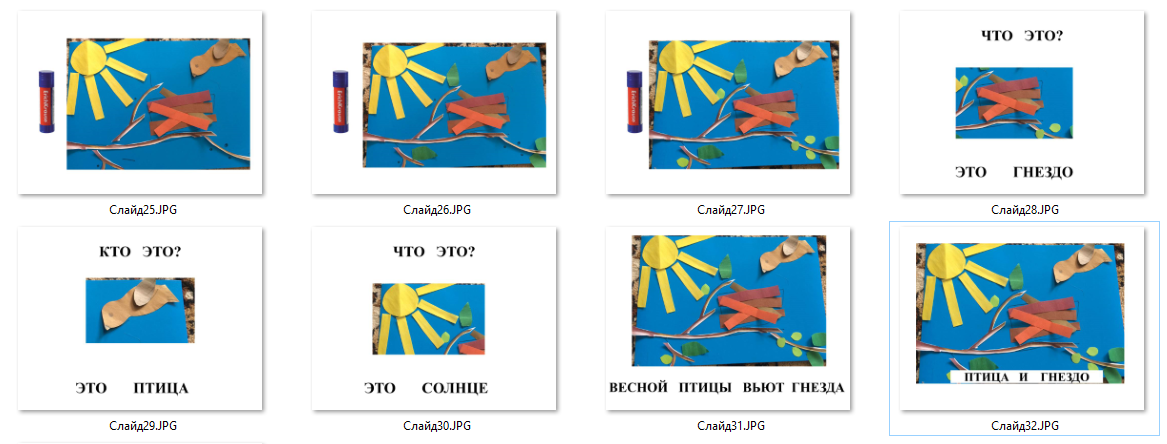 ЧТО ЭТО?
ЭТО ГНЕЗДО
Слайд25.JPG
Слайд26.JPG
Слайд27.JPG
Слайд28.JPG
КТО ЭТО?
ЭТО ПТИЦА
ЧТО ЭТО?
ЭТО СОЛНЦЕ
ВЕСНОЙ ПТИЦЫ ВЬЮТ ГНЕЗДА
ПТИЦА И ГНЕЗДО
Слайд29.JPG
Слайд30.JPG
Слайд31.JPG
Слайд32.JPG